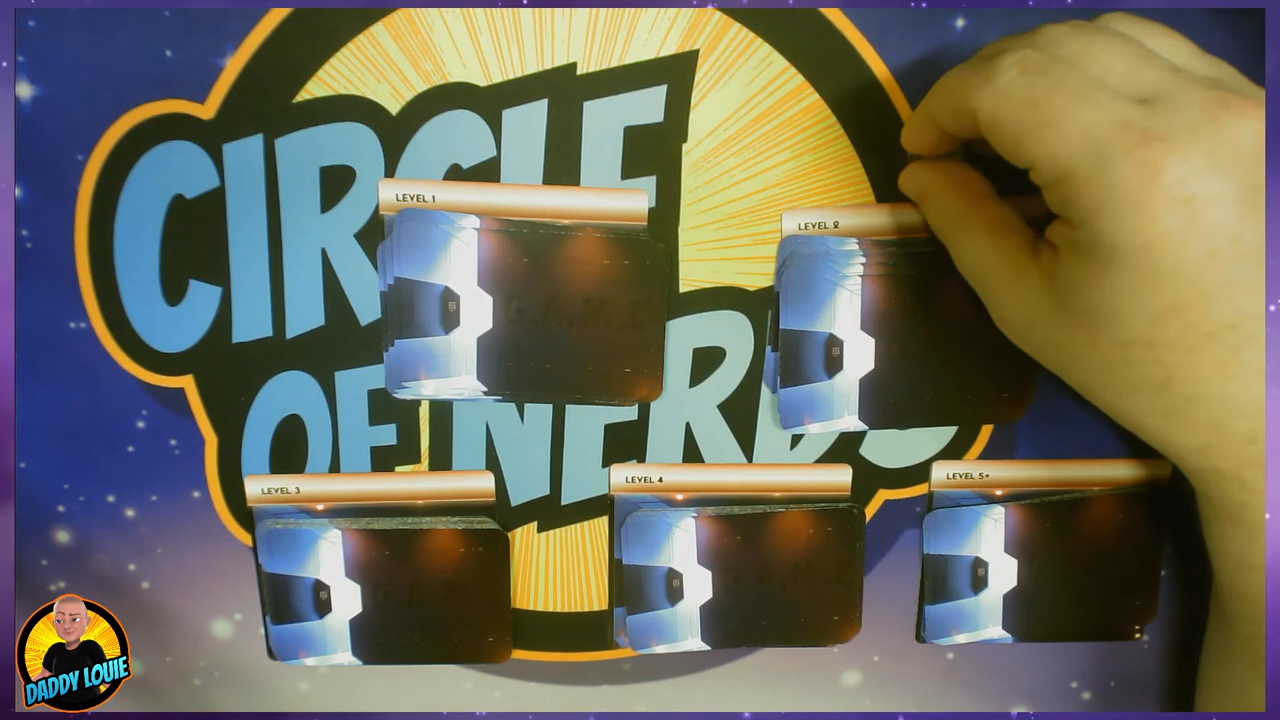 CIRCLE
OF NERDS
LEVEL 1
LEVEL 2
LEVEL 3
LEVEL 4
LEVEL 5+
DADDY LOUIE